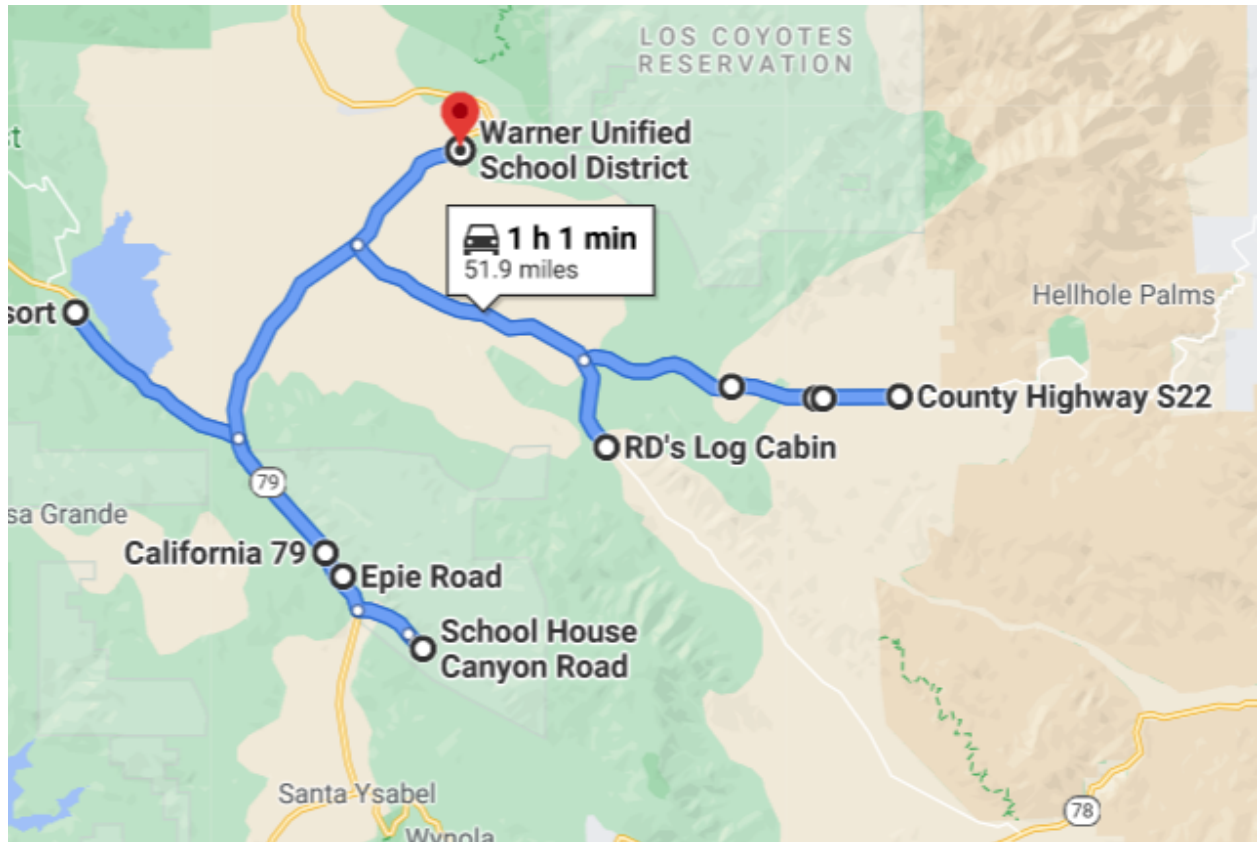 LOS COYOTES
RESERVATION
st
Warner Unified
School District
1 h 1 min
51.9 miles
Hellhole Palms
sort
County Highway S22
RD's Log Cabin
79
sa Grande
California 79
Epie Road
School House
Canyon Road
Santa Ysabel
78
Wynola